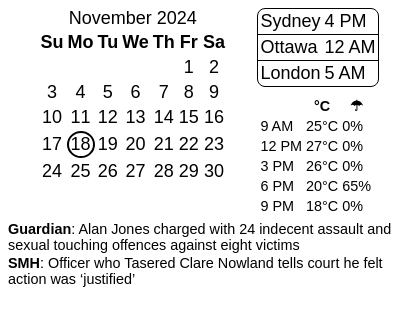 November 2024
Su Mo Tu We Th Fr Sa
1 2
3 4 5 6 7 8 9
10 11 12 13 14 15 16
17 18 19 20 21 22 23
24 25 26 27 28 29 30
Sydney 4 PM
Ottawa 12 AM
London 5 AM
°C ☂
9 AM 25°C 0%
12 PM 27°C 0%
3 PM 26°C 0%
6 PM 20°C 65%
9 PM 18°C 0%
Guardian: Alan Jones charged with 24 indecent assault and
sexual touching offences against eight victims
SMH: Officer who Tasered Clare Nowland tells court he felt
action was ‘justified’